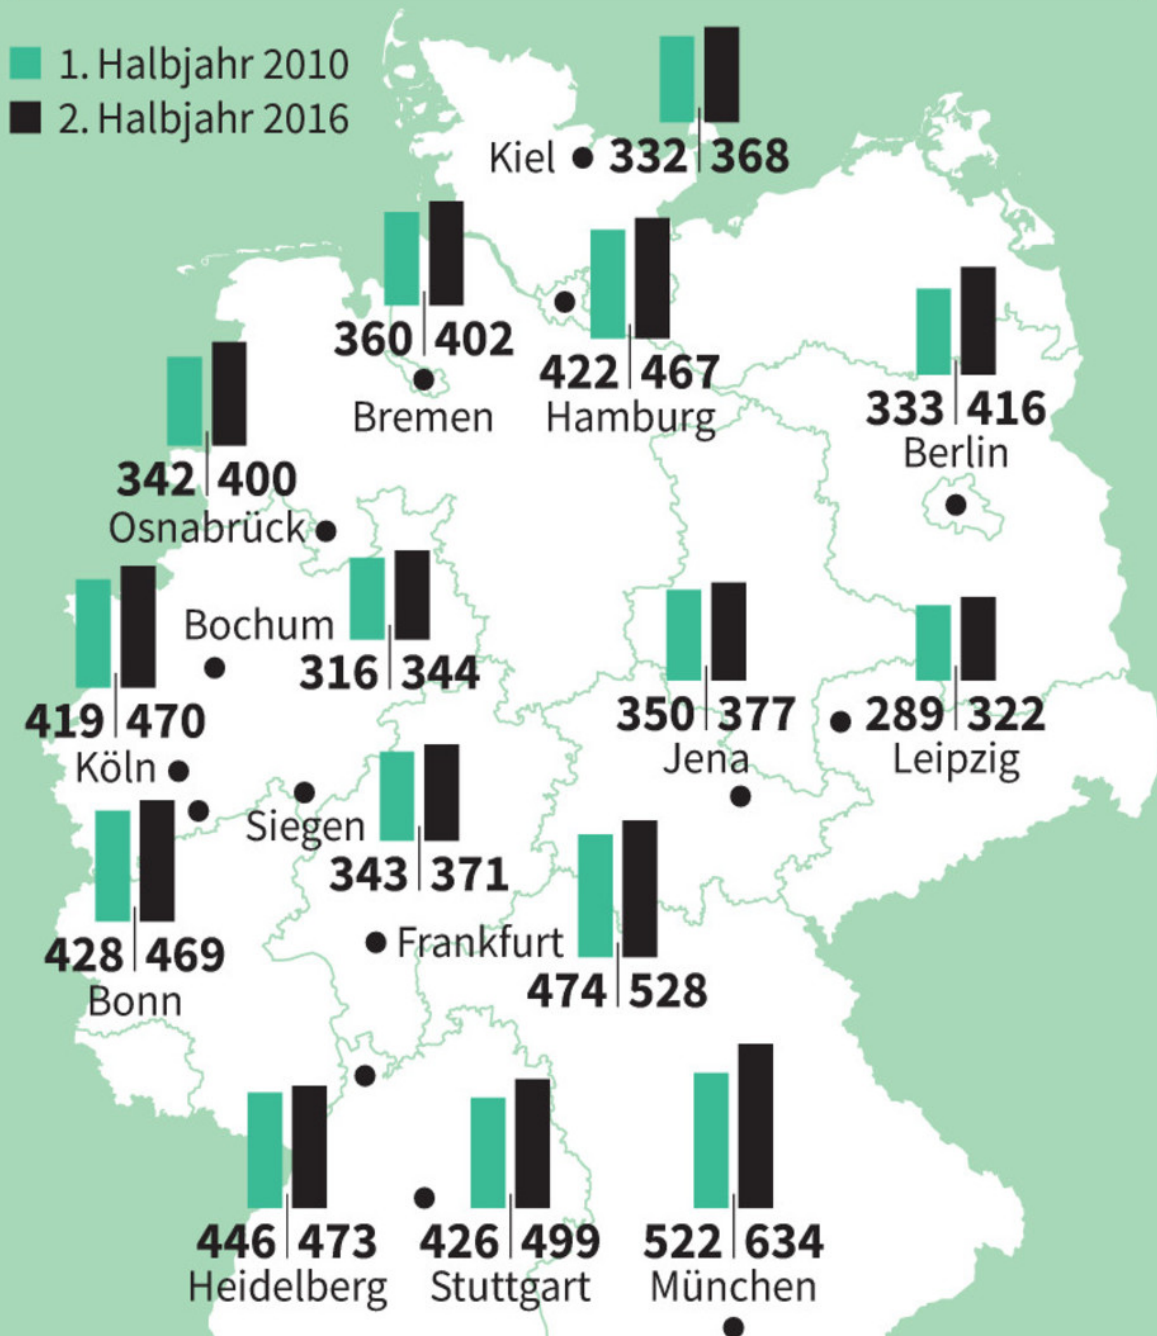 1. Halbjahr 2010
2. Halbjahr 2016
Kiel 332 368
360 402
Bremen
422 467
Hamburg
333 416
Berlin
342 400
Osnabrück
Bochum
316 344
419 470
Köln
350 377
Jena
289 322
Leipzig
Siegen
343 371
428 469
Bonn
Frankfurt
474 528
446 473
Heidelberg
426 499
Stuttgart
522 634
München